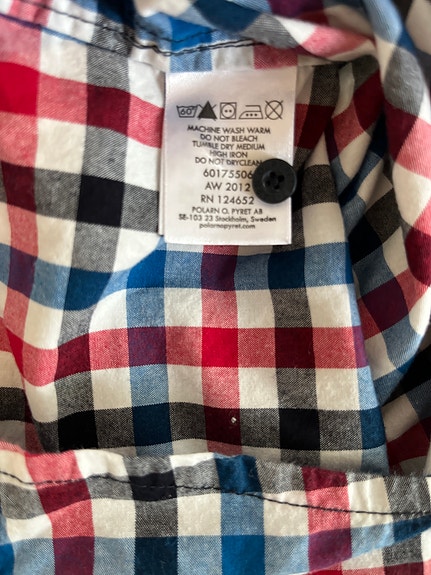 60
MACHINE WASH WARM
DO NOT BLEACH
TUMBLE DRY MEDIUM
HIGH IRON
DO NOT DRYCLEAN
60175506
AW 2012
RN 124652
POLARN O. PYRET AB
SE-103 23 Stockholm, Sweden
polarnopyret.com